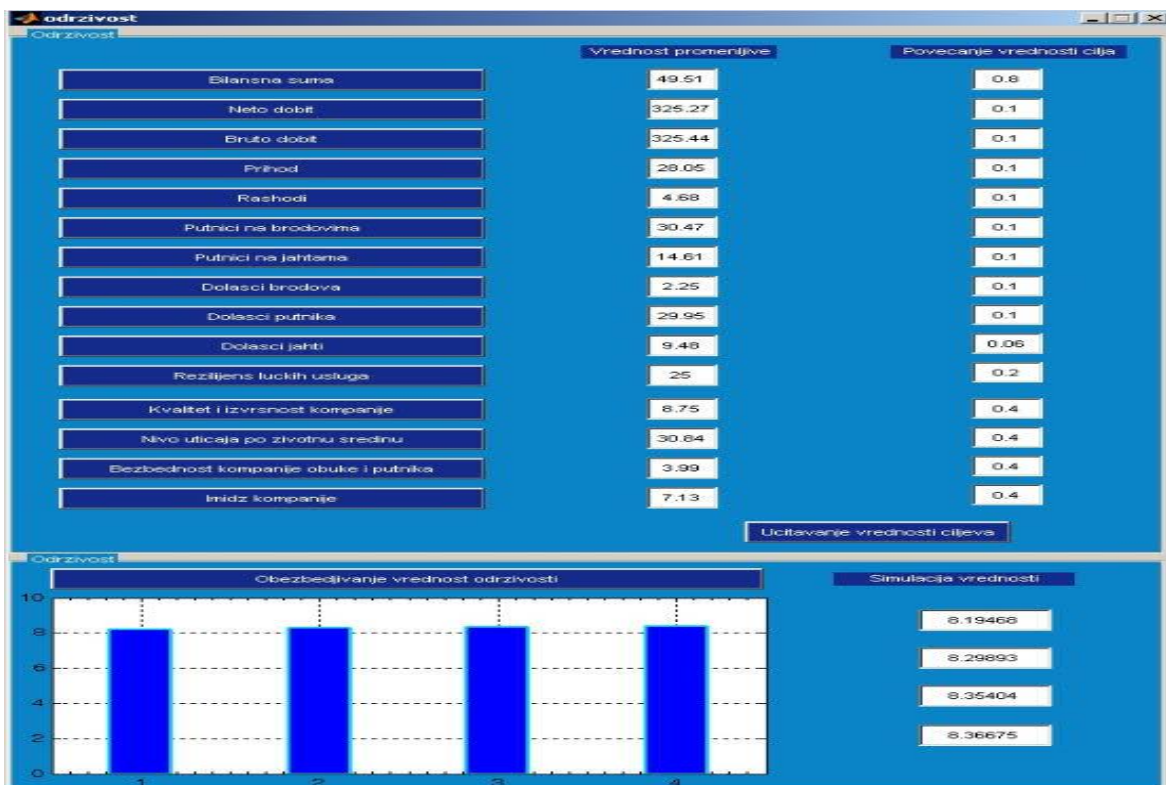 odrzivost
Odrzivost
Vrednost promenljive Povecanje vrednosti cilja
Bilansna suma 49.51 0.8
Neto dobit 325.27 0.1
Bruto dobit 325.44 0.1
Prihod 28.05 0.1
Rashodi 4.68 0.1
Putnici na brodovima 30.47 0.1
Putnici na jahtama 14.61 0.1
Dolasci brodova 2.25 0.1
Dolasci putnika 29.95 0.1
Dolasci jahti 9.48 0.06
Rezilijens luckih usluga 25 0.2
Kvalitet i izvrsnost kompanije 8.75 0.4
Nivo uticaja po zivotnu sredinu 30.84 0.4
Bezbednost kompanije obuke i putnika 3.99 0.4
Imidz kompanije 7.13 0.4
Ucitavanje vrednosti ciljeva
Odrzivost
Obezbedjivanje vrednost odrzivosti Simulacija vrednosti
10
8
6
4
2
0
1 2 3 4
8.19468
8.29893
8.35404
8.36675